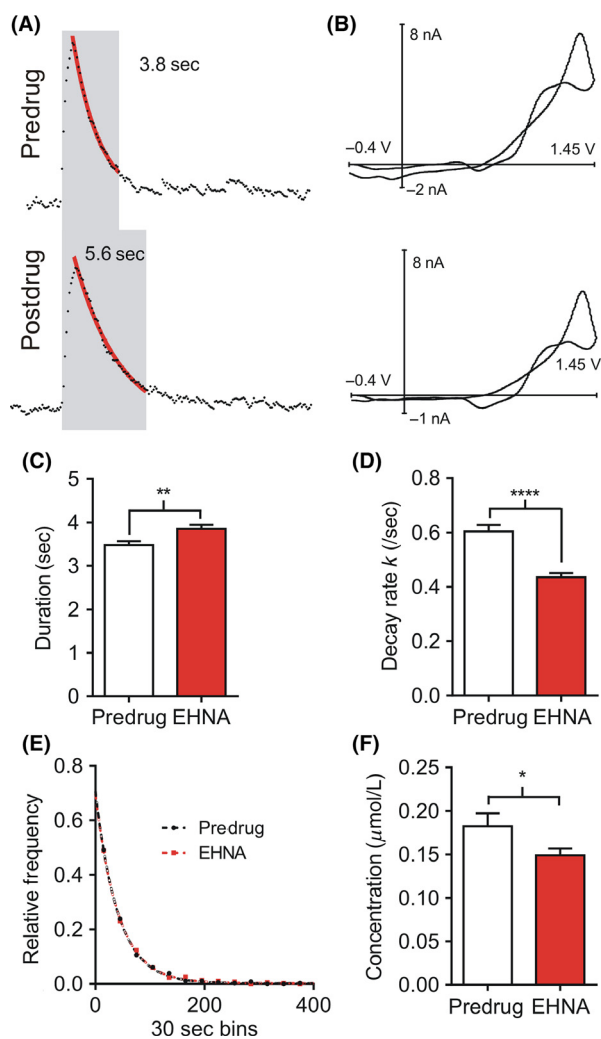 (A)
Predrug
3.8 sec
Postdrug
5.6 sec
(B)
8 nA
−0.4 V
1.45 V
−2 nA
8 nA
−0.4 V
1.45 V
−1 nA
(C)
Duration (sec)
5
4
3
2
1
0
**
Predrug EHNA
(D)
Decay rate k (/sec)
0.6
0.4
0.2
0.0
****
Predrug EHNA
(E)
Relative frequency
0.8
0.6
0.4
0.2
0.0
Predrug
EHNA
0 200 400
30 sec bins
(F)
Concentration (μmol/L)
0.20
0.15
0.10
0.05
0.00
*
Predrug EHNA